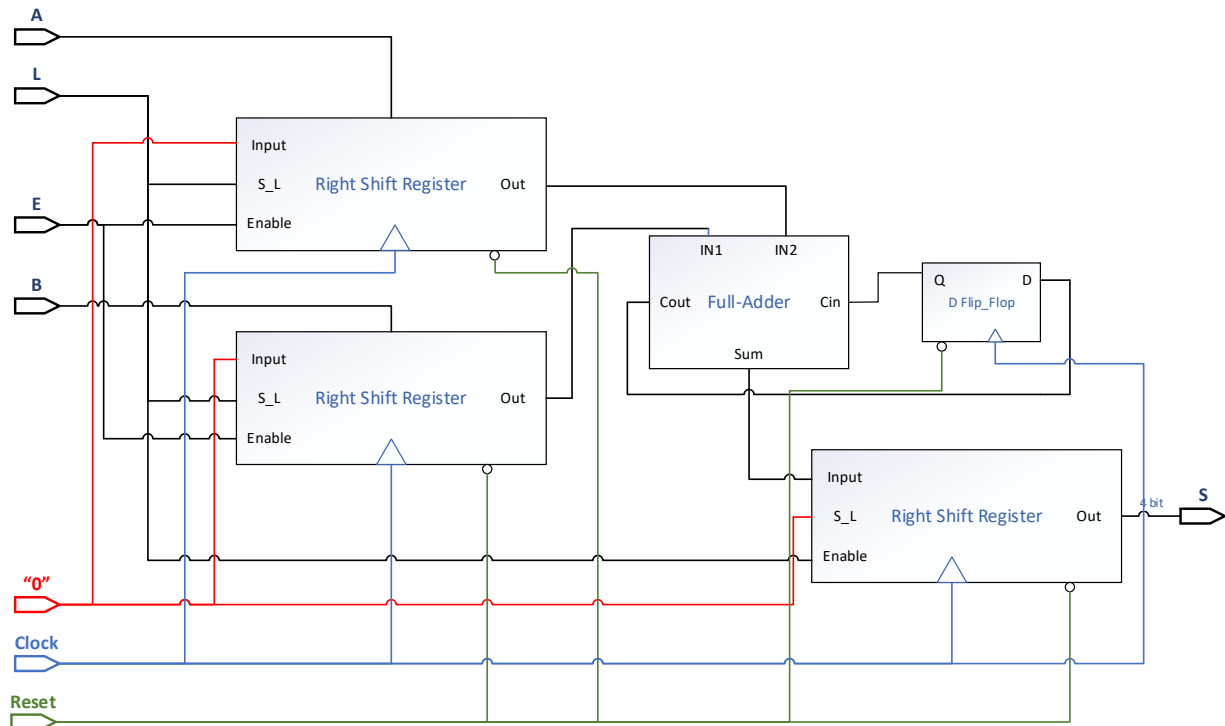 A
L
E
B
“0”
Clock
Reset
Input
S_L
Enable
Right Shift Register
Out
Input
S_L
Enable
Right Shift Register
Out
IN1
IN2
Cout
Full-Adder
Cin
Sum
Q
D
D Flip_Flop
Input
S_L
Enable
Right Shift Register
Out
4 bit
S